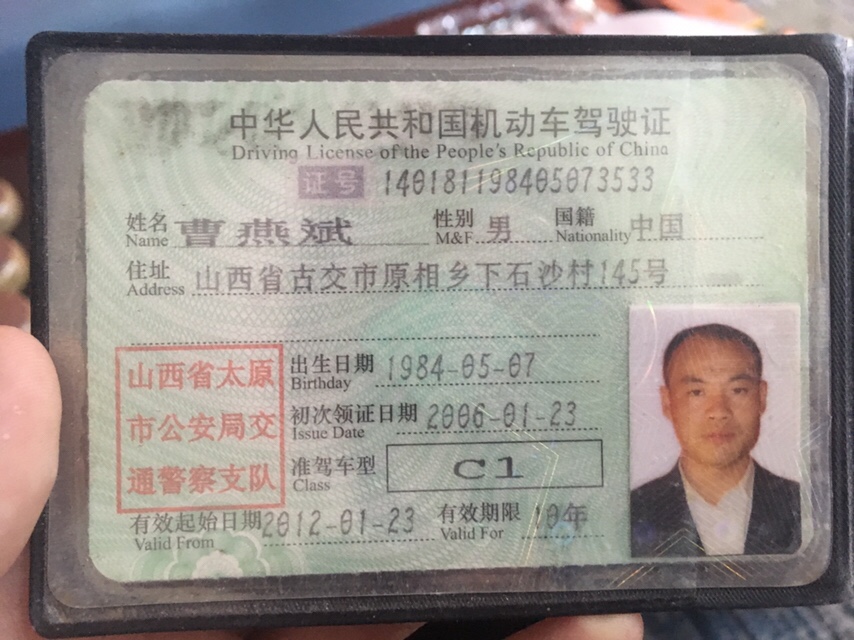 中华人民共和国机动车驾驶证
Driving License of the People's Republic of China
证号 140181198405073533
姓名 曹燕斌 性别 男 国籍 中国
Name M&F Nationality
住址 山西省古交市原相乡下石沙村145号
Address
山西省太原
市公安局交
通警察支队
出生日期 1984-05-07
Birthday
初次领证日期 2006-01-23
Issue Date
准驾车型 C1
Class
有效起始日期 2012-01-23 有效期限 10年
Valid From Valid For